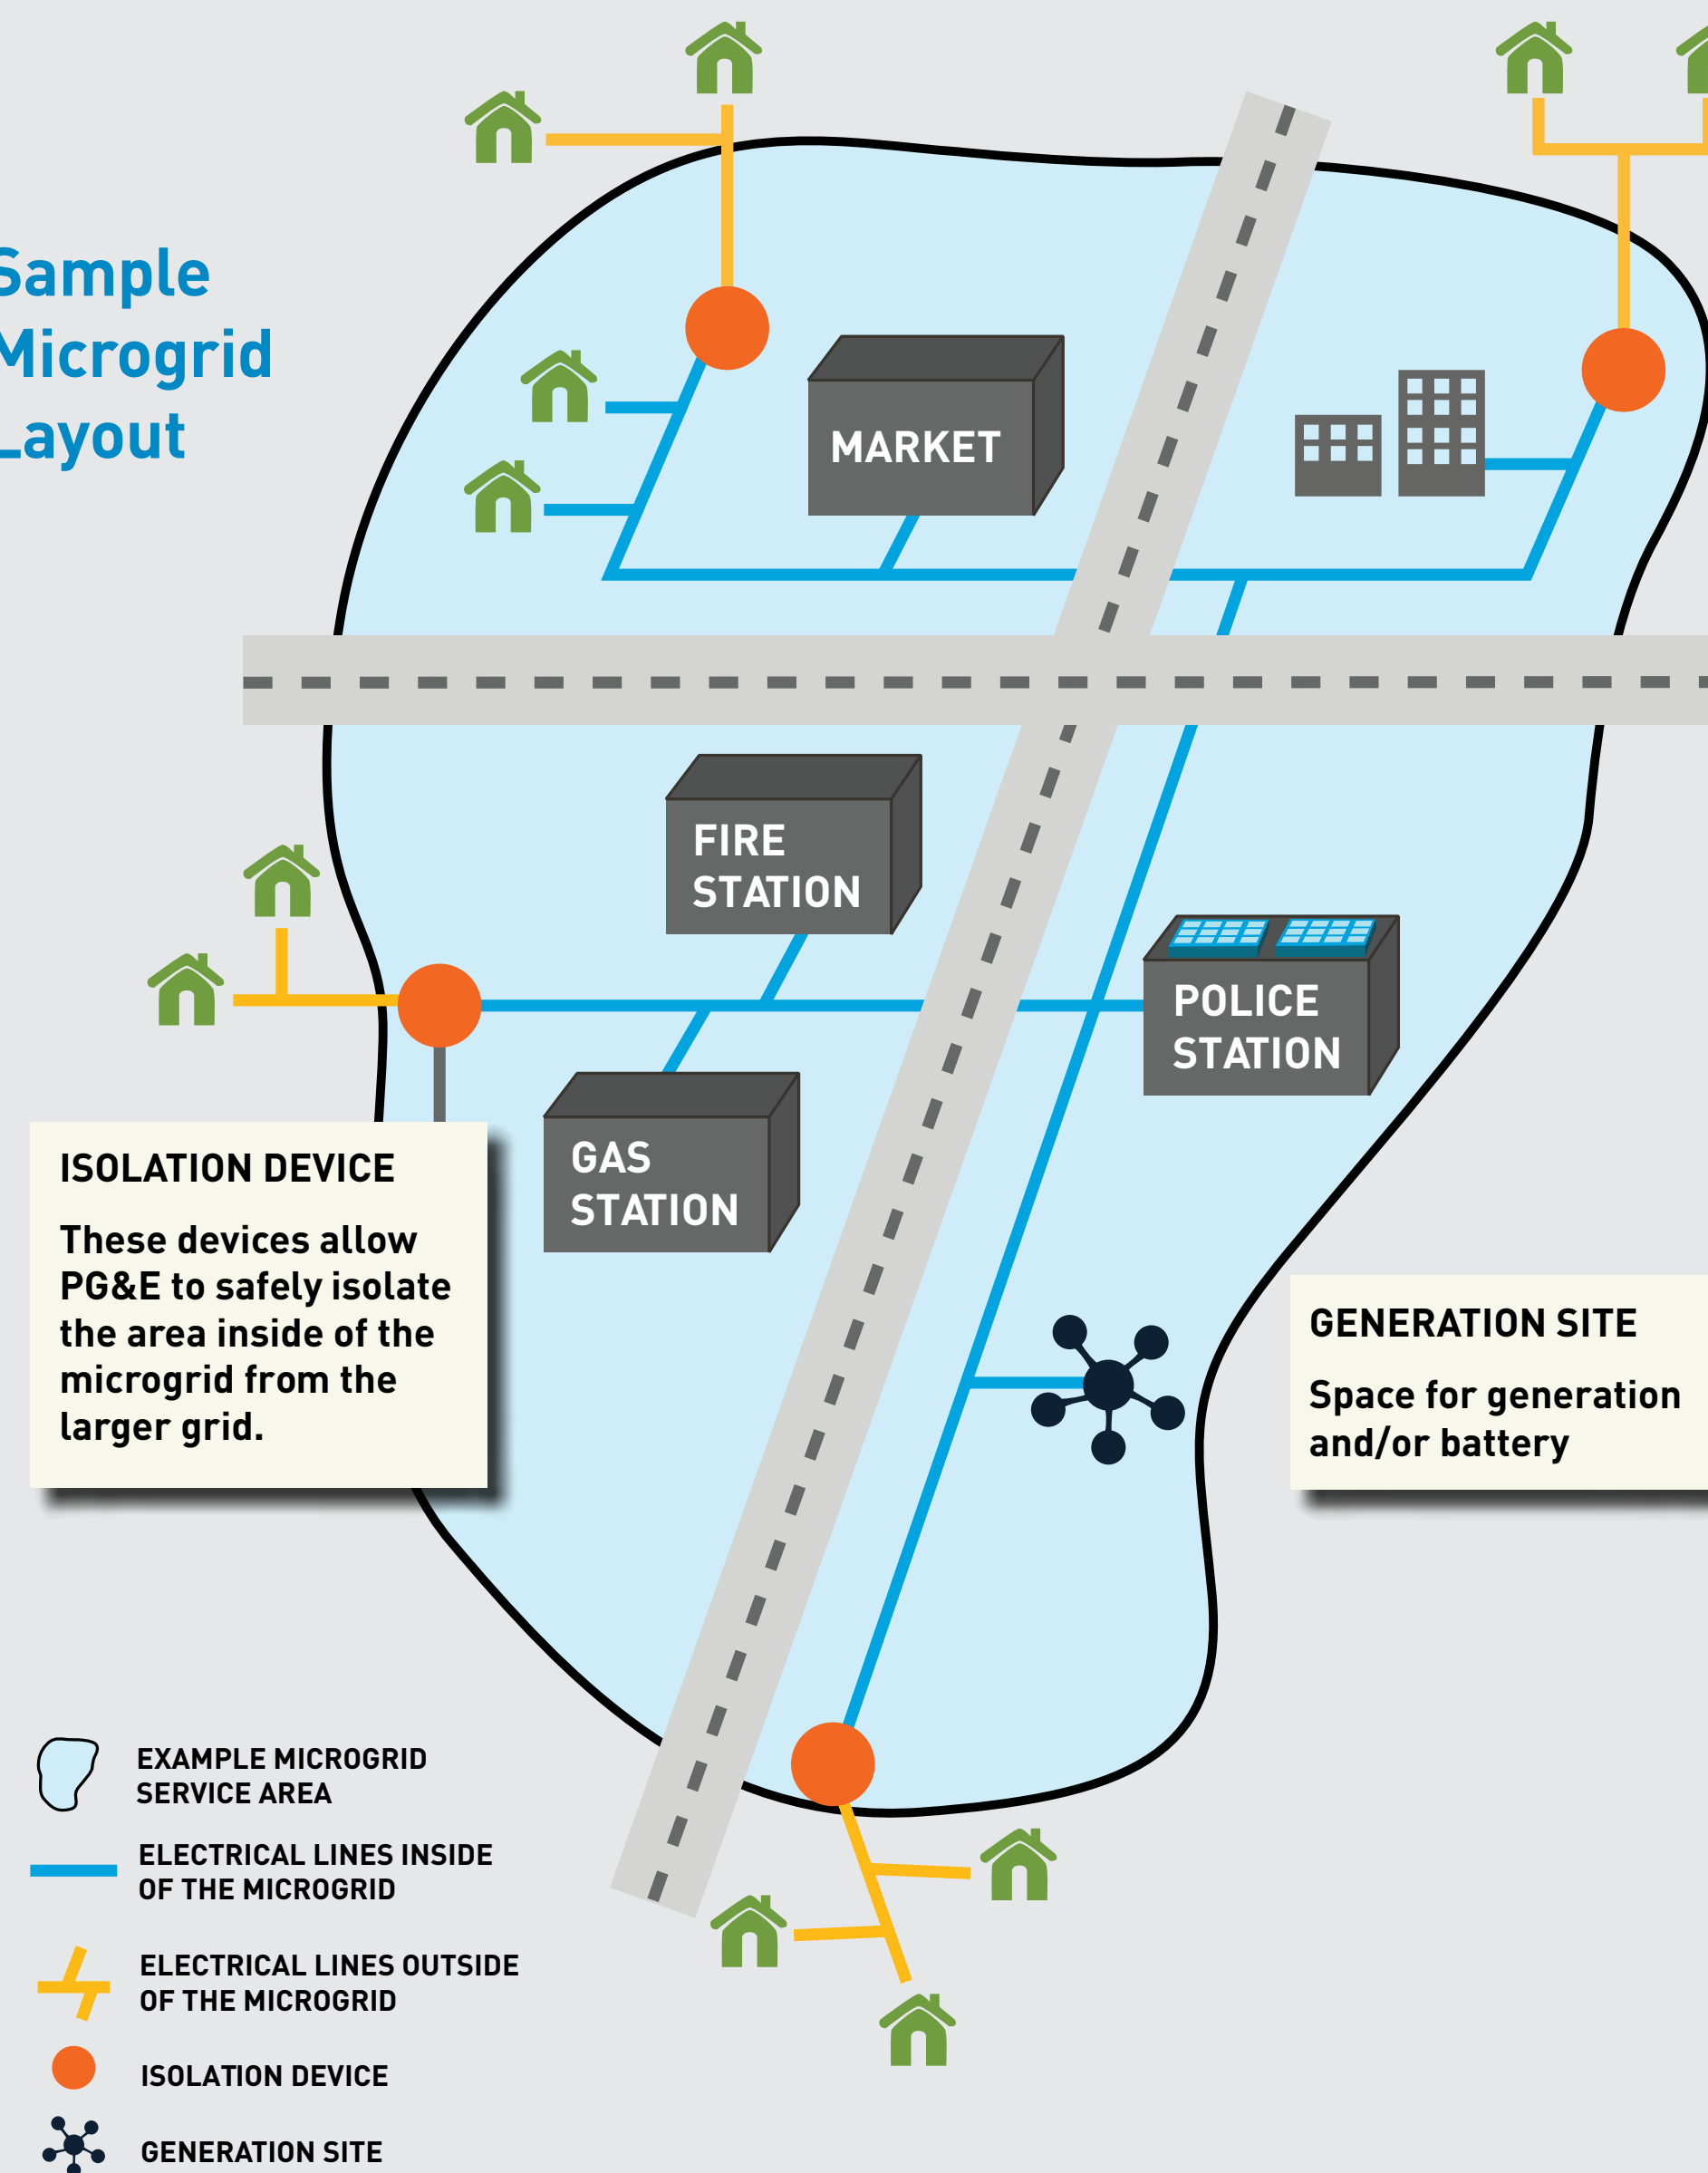 Sample
Microgrid
Layout
MARKET
FIRE
STATION
POLICE
STATION
GAS
STATION
ISOLATION DEVICE
These devices allow
PG&E to safely isolate
the area inside of the
microgrid from the
larger grid.
GENERATION SITE
Space for generation
and/or battery
EXAMPLE MICROGRID
SERVICE AREA
ELECTRICAL LINES INSIDE
OF THE MICROGRID
ELECTRICAL LINES OUTSIDE
OF THE MICROGRID
ISOLATION DEVICE
GENERATION SITE